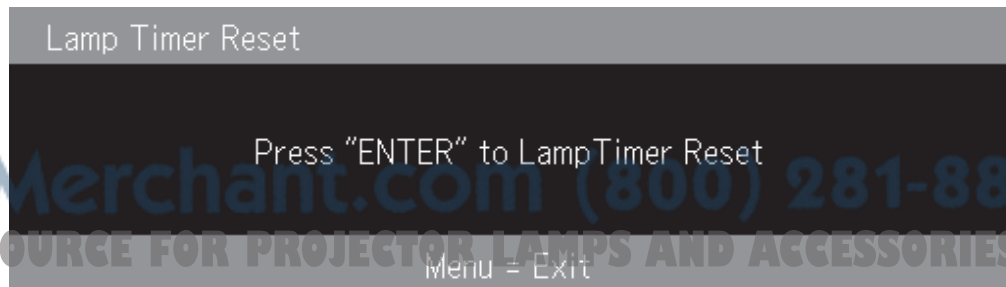 Lamp Timer Reset
Press "ENTER" to LampTimer Reset
Merchant.com (800) 281-88
OURCE FOR PROJECTOR LAMPS AND ACCESSORIES
Menu = Exit